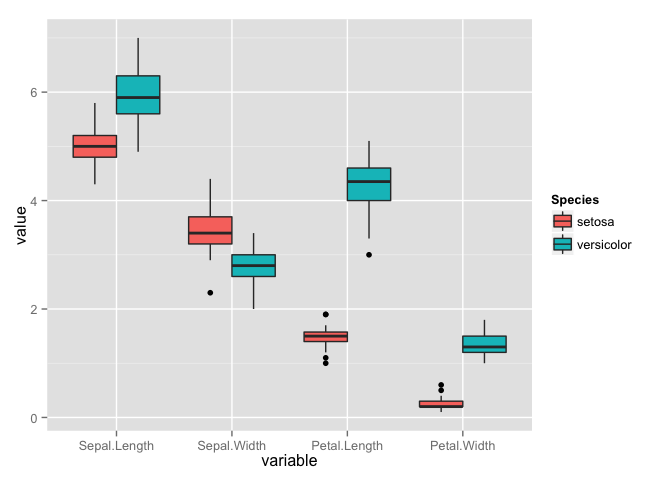 6
4
2
0
value
Sepal.Length Sepal.Width Petal.Length Petal.Width
variable
Species
setosa
versicolor